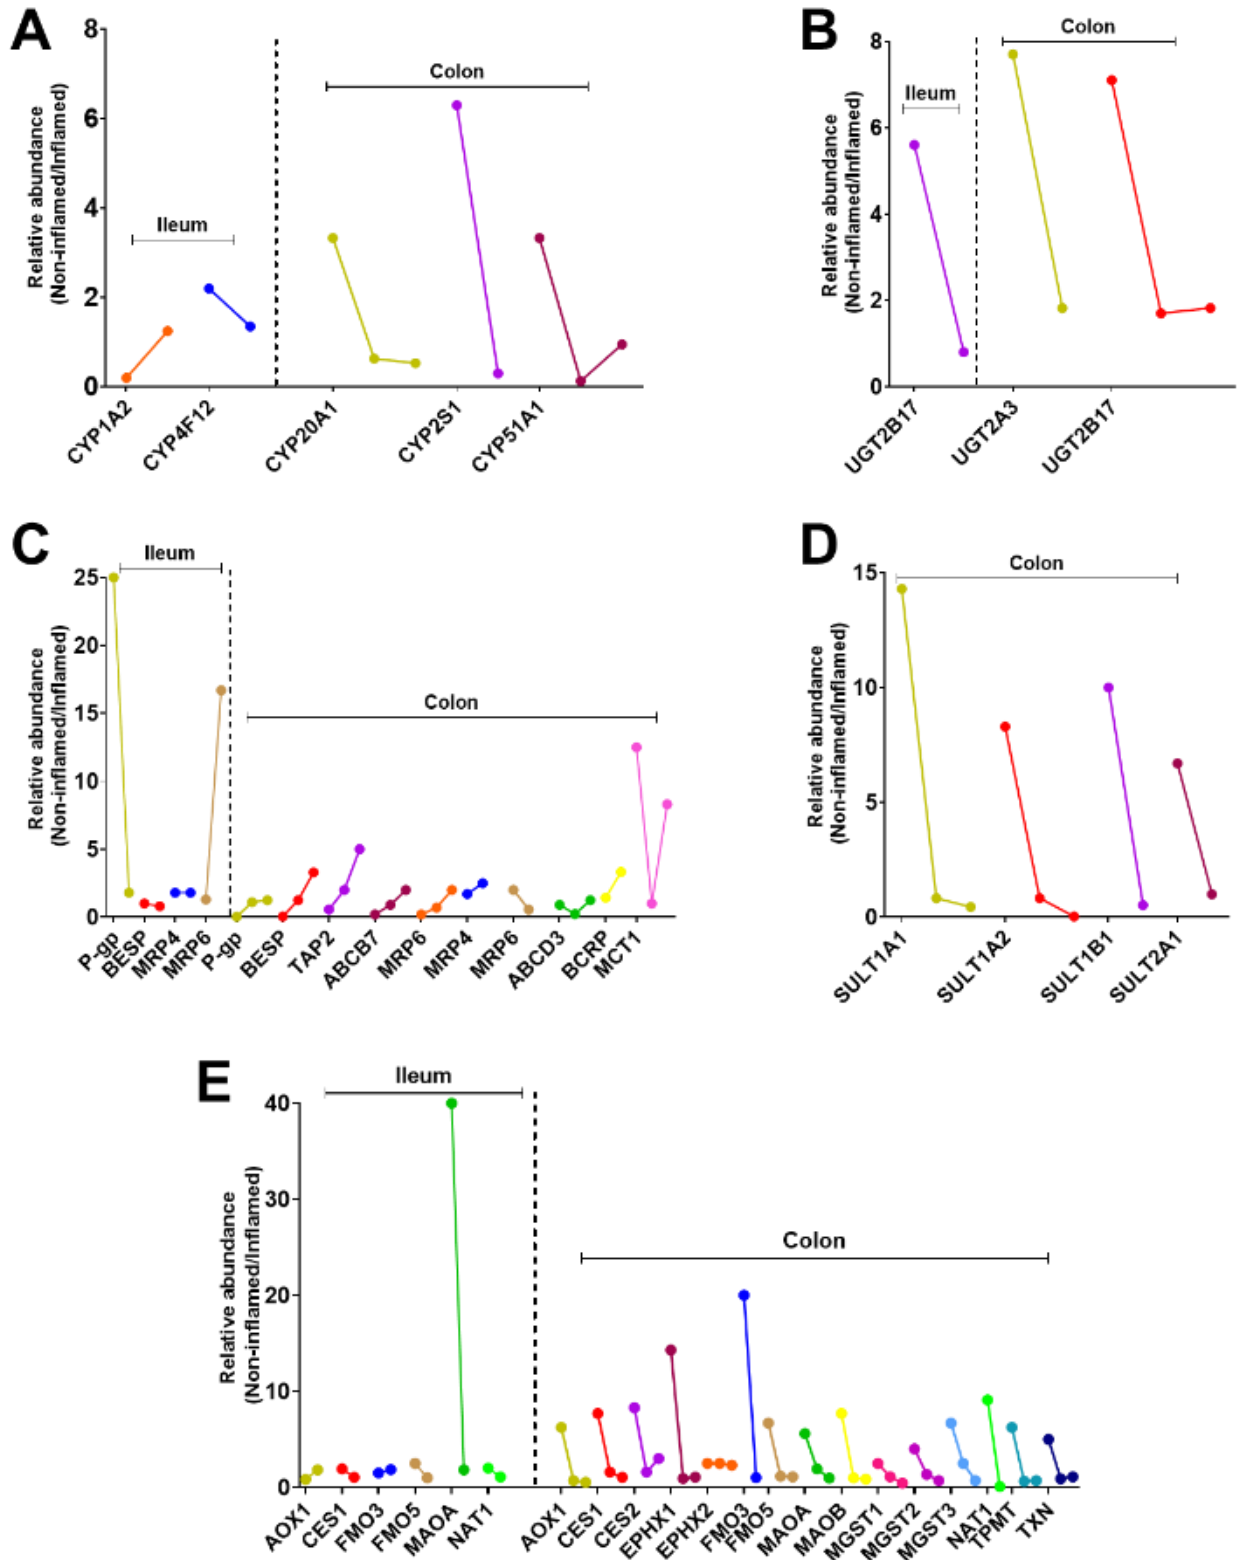 A
Relative abundance
(Non-inflamed/Inflamed)
8
6
4
2
0
Ileum
Colon
CYP1A2
CYP4F12
CYP20A1
CYP2S1
CYP51A1
B
Relative abundance
(Non-inflamed/Inflamed)
8
6
4
2
0
Ileum
Colon
UGT2B17
UGT2A3
UGT2B17
C
Relative abundance
(Non-inflamed/Inflamed)
25
20
15
10
5
0
Ileum
Colon
P-gp
BESP
MRP4
MRP6
P-gp
BESP
TAP2
ABCB7
MRP6
MRP4
MRP6
ABCD3
BCRP
MCT1
D
Relative abundance
(Non-inflamed/Inflamed)
15
10
5
0
Colon
SULT1A1
SULT1A2
SULT1B1
SULT2A1
E
Relative abundance
(Non-inflamed/Inflamed)
40
30
20
10
0
Ileum
Colon
AOX1
CES1
FMO3
FMO5
MAOA
NAT1
AOX1
CES1
CES2
EPHX1
EPHX2
FMO3
FMO5
MAOA
MAOB
MGST1
MGST2
MGST3
NAT1
TPMT
TXN